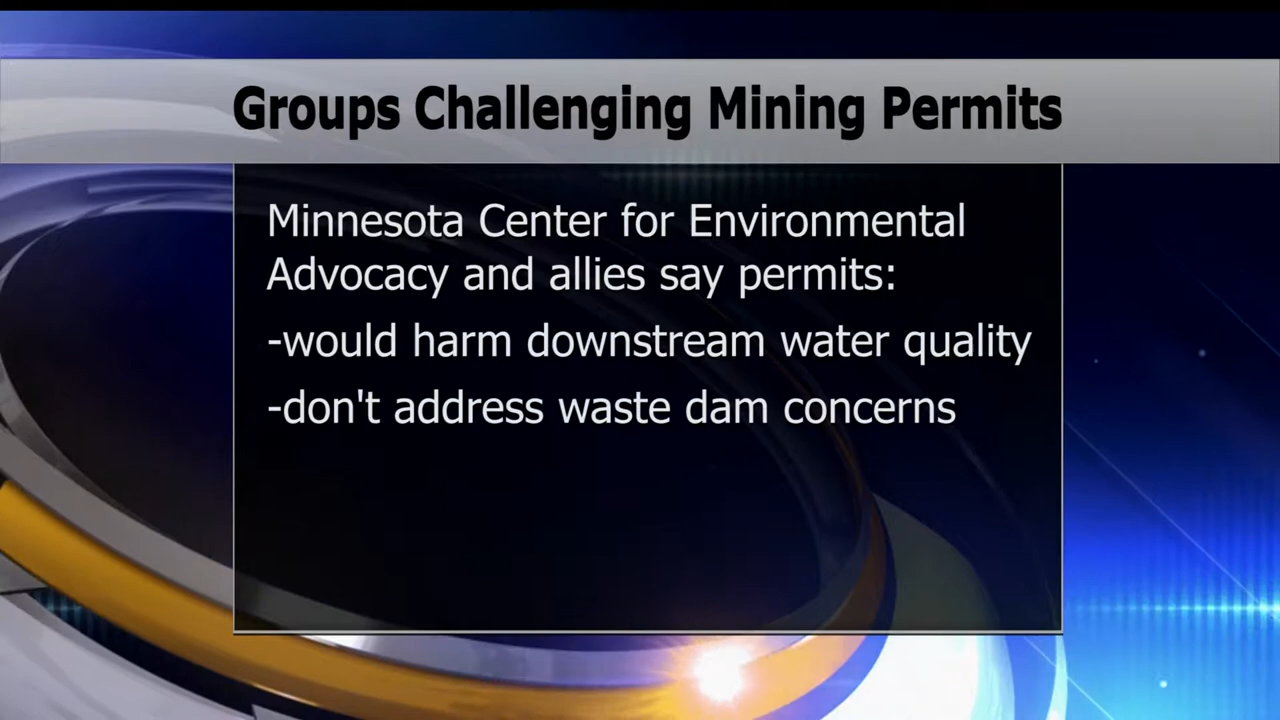 Groups Challenging Mining Permits
Minnesota Center for Environmental
Advocacy and allies say permits:
-would harm downstream water quality
-don't address waste dam concerns